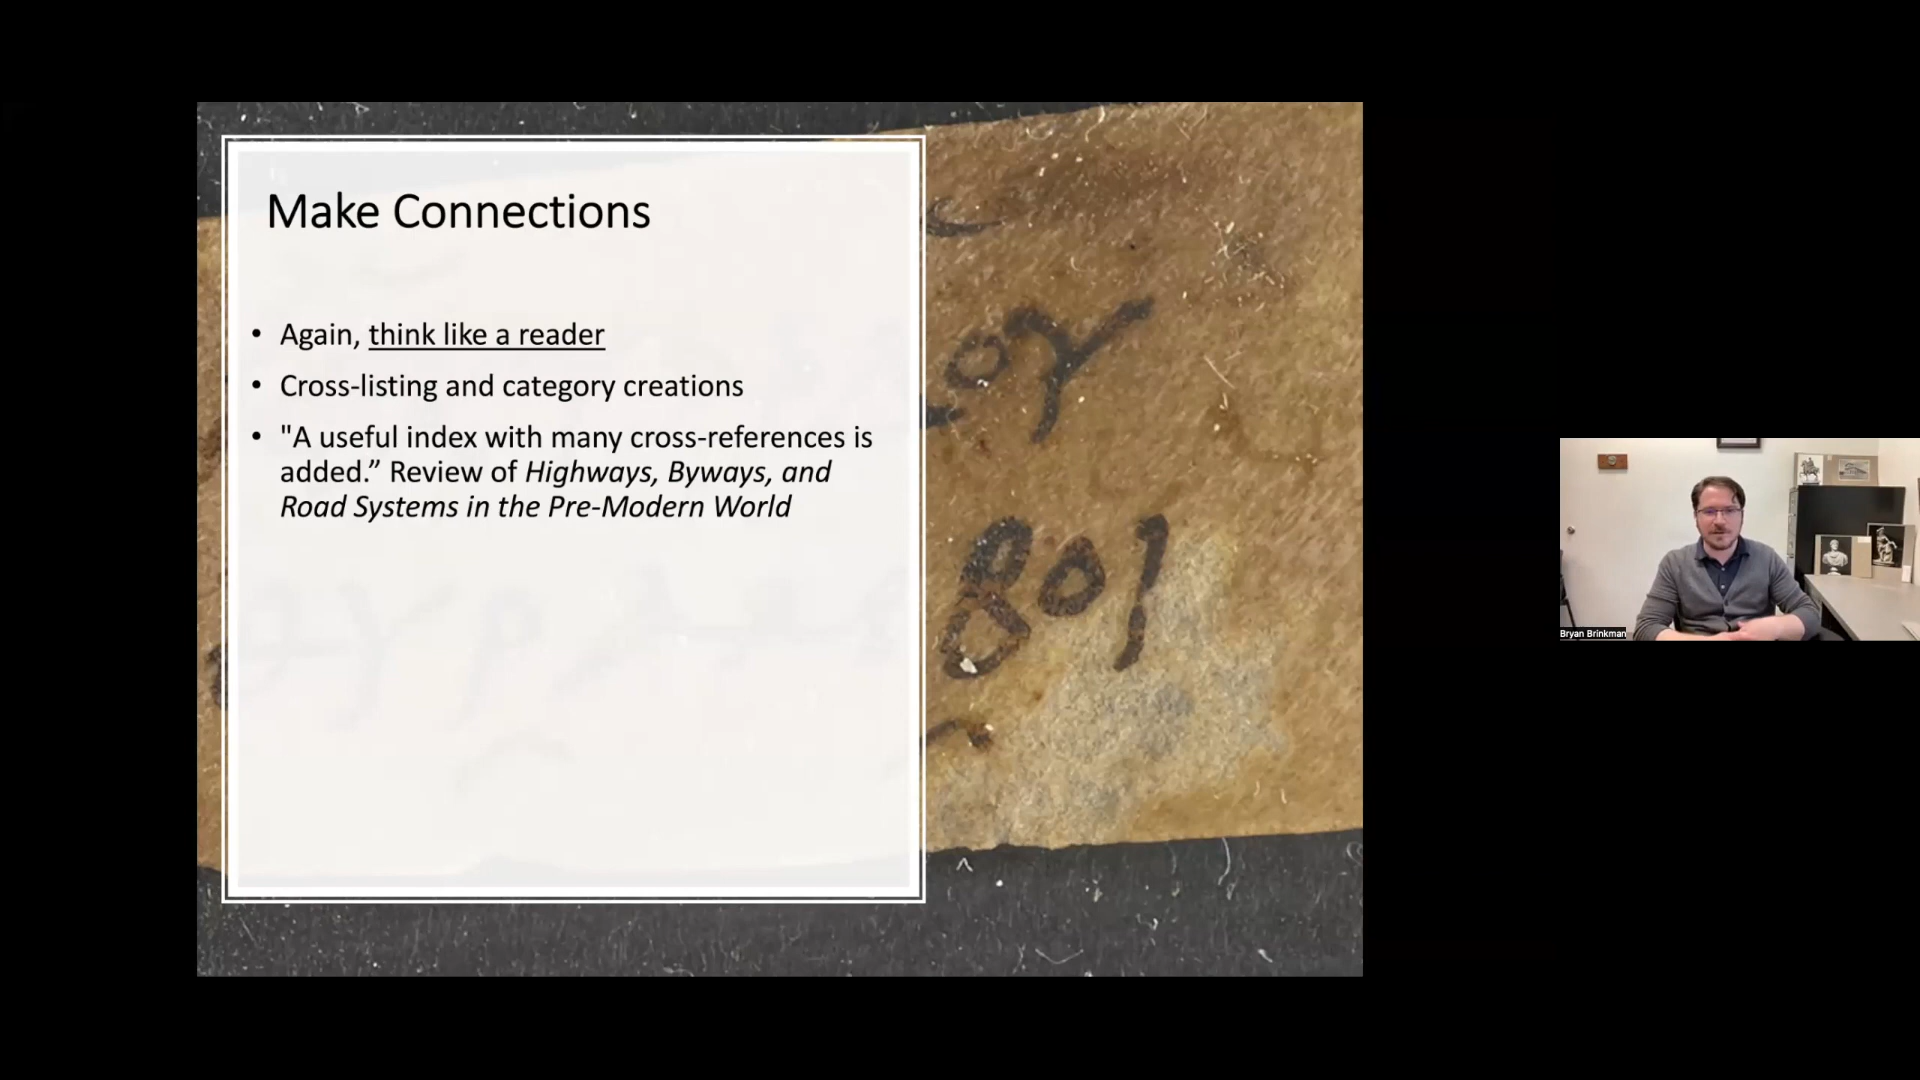 Make Connections
• Again, think like a reader
• Cross-listing and category creations
• "A useful index with many cross-references is
added.” Review of Highways, Byways, and
Road Systems in the Pre-Modern World
801
Bryan Brinkman